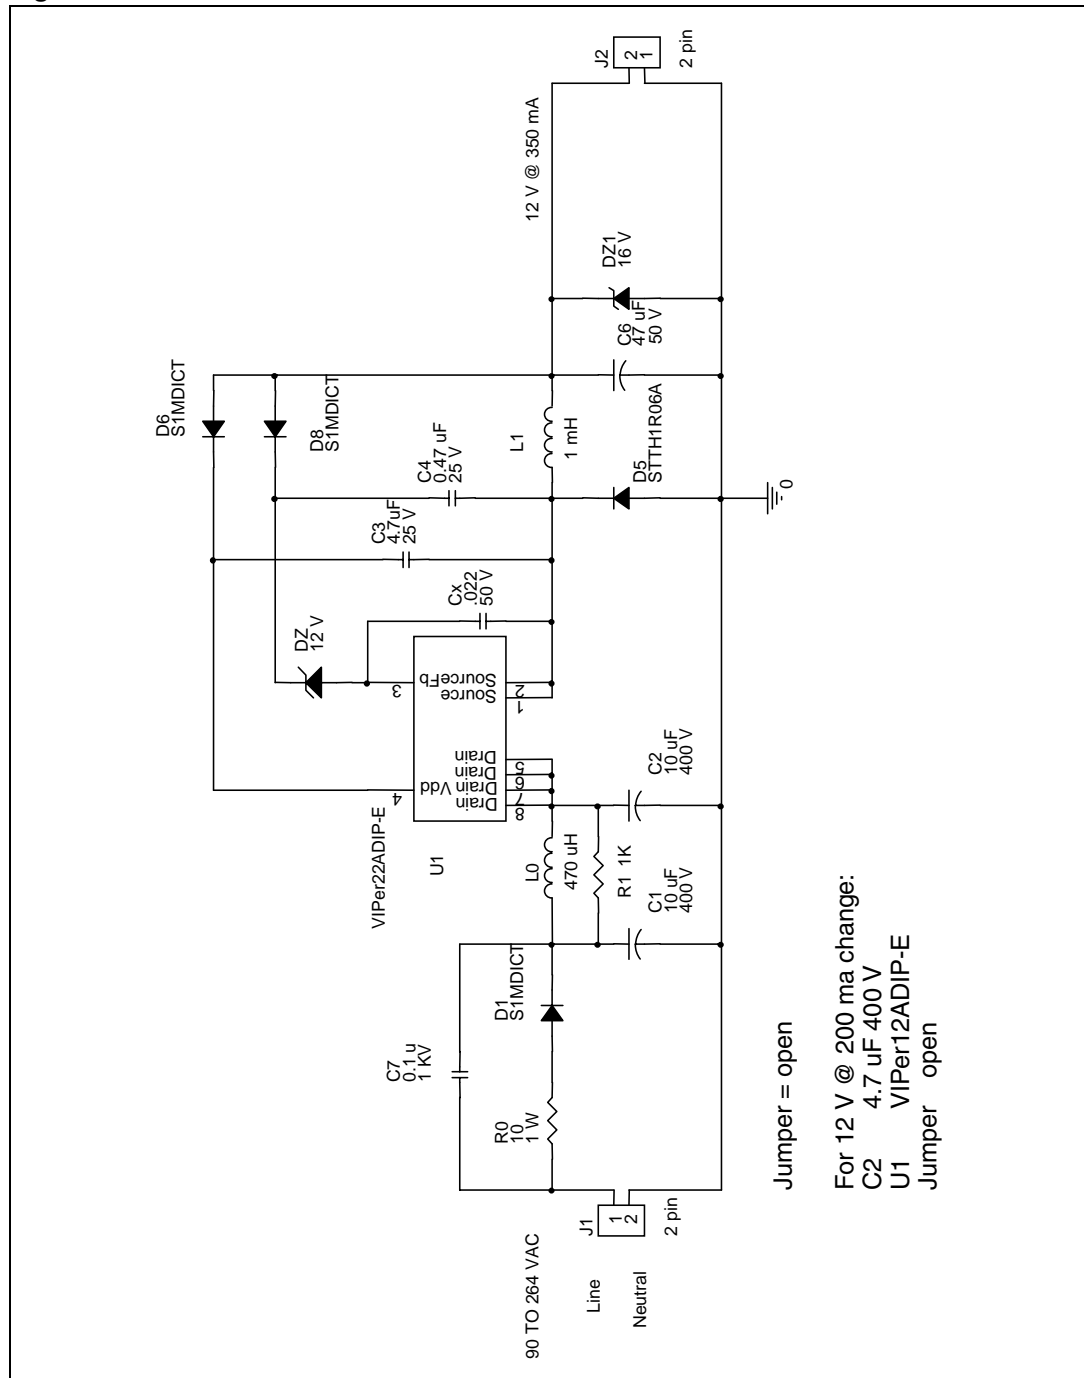 90 TO 264 VAC
Line
Neutral
J1
1
2
2 pin
R0
10
1 W
C7
0.1 u
1 KV
D1
S1MDICT
C1
10 uF
400 V
R1 1K
L0
470 uH
C2
10 uF
400 V
VIPer22ADIP-E
U1
4
Vdd
3
Fb
Source
Source
1
2
Drain
Drain
Drain
Drain
5
6
7
8
DZ
12 V
Cx
.022
50 V
C3
4.7uF
25 V
C4
0.47 uF
25 V
D6
S1MDICT
D8
S1MDICT
L1
1 mH
D5
STTH1R06A
0
C6
47 uF
50 V
DZ1
16 V
12 V @ 350 mA
J2
2
1
2 pin
Jumper = open
For 12 V @ 200 ma change:
C2 4.7 uF 400 V
U1 VIPer12ADIP-E
Jumper open